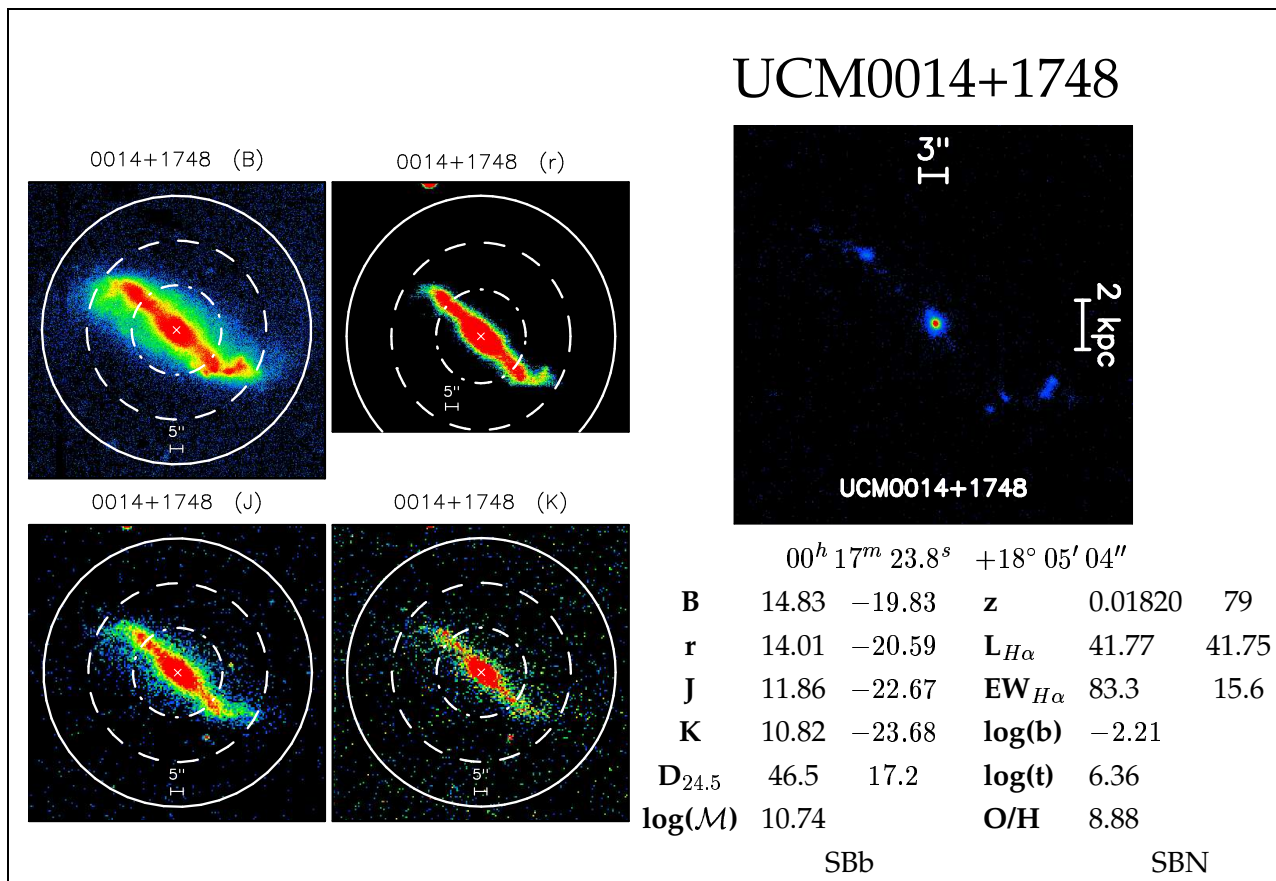 UCM0014+1748
0014+1748 (B)
0014+1748 (r)
5"
5"
0014+1748 (J)
0014+1748 (K)
5"
5"
3"
2 kpc
UCM0014+1748
00h 17m 23.8s +18° 05′ 04″
B 14.83 −19.83 z 0.01820 79
r 14.01 −20.59 LHα 41.77 41.75
J 11.86 −22.67 EWHα 83.3 15.6
K 10.82 −23.68 log(b) −2.21
D24.5 46.5 17.2 log(t) 6.36
log(ℳ) 10.74 O/H 8.88
SBb SBN